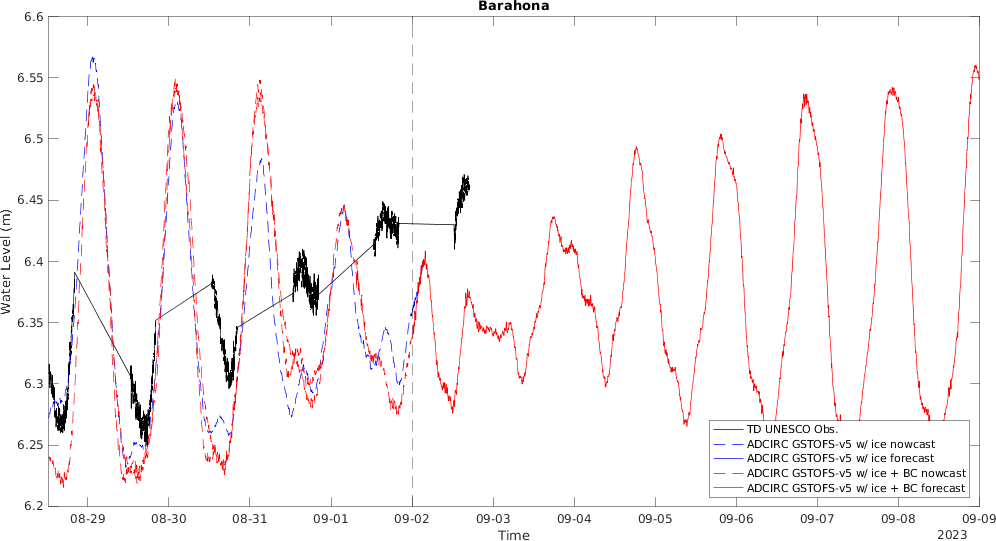 Barahona
Water Level (m)
6.6
6.55
6.5
6.45
6.4
6.35
6.3
6.25
6.2
TD UNESCO Obs.
ADCIRC GSTOFS-v5 w/ ice nowcast
ADCIRC GSTOFS-v5 w/ ice forecast
ADCIRC GSTOFS-v5 w/ ice + BC nowcast
ADCIRC GSTOFS-v5 w/ ice + BC forecast
08-29 08-30 08-31 09-01 09-02 09-03 09-04 09-05 09-06 09-07 09-08 09-09
Time
2023